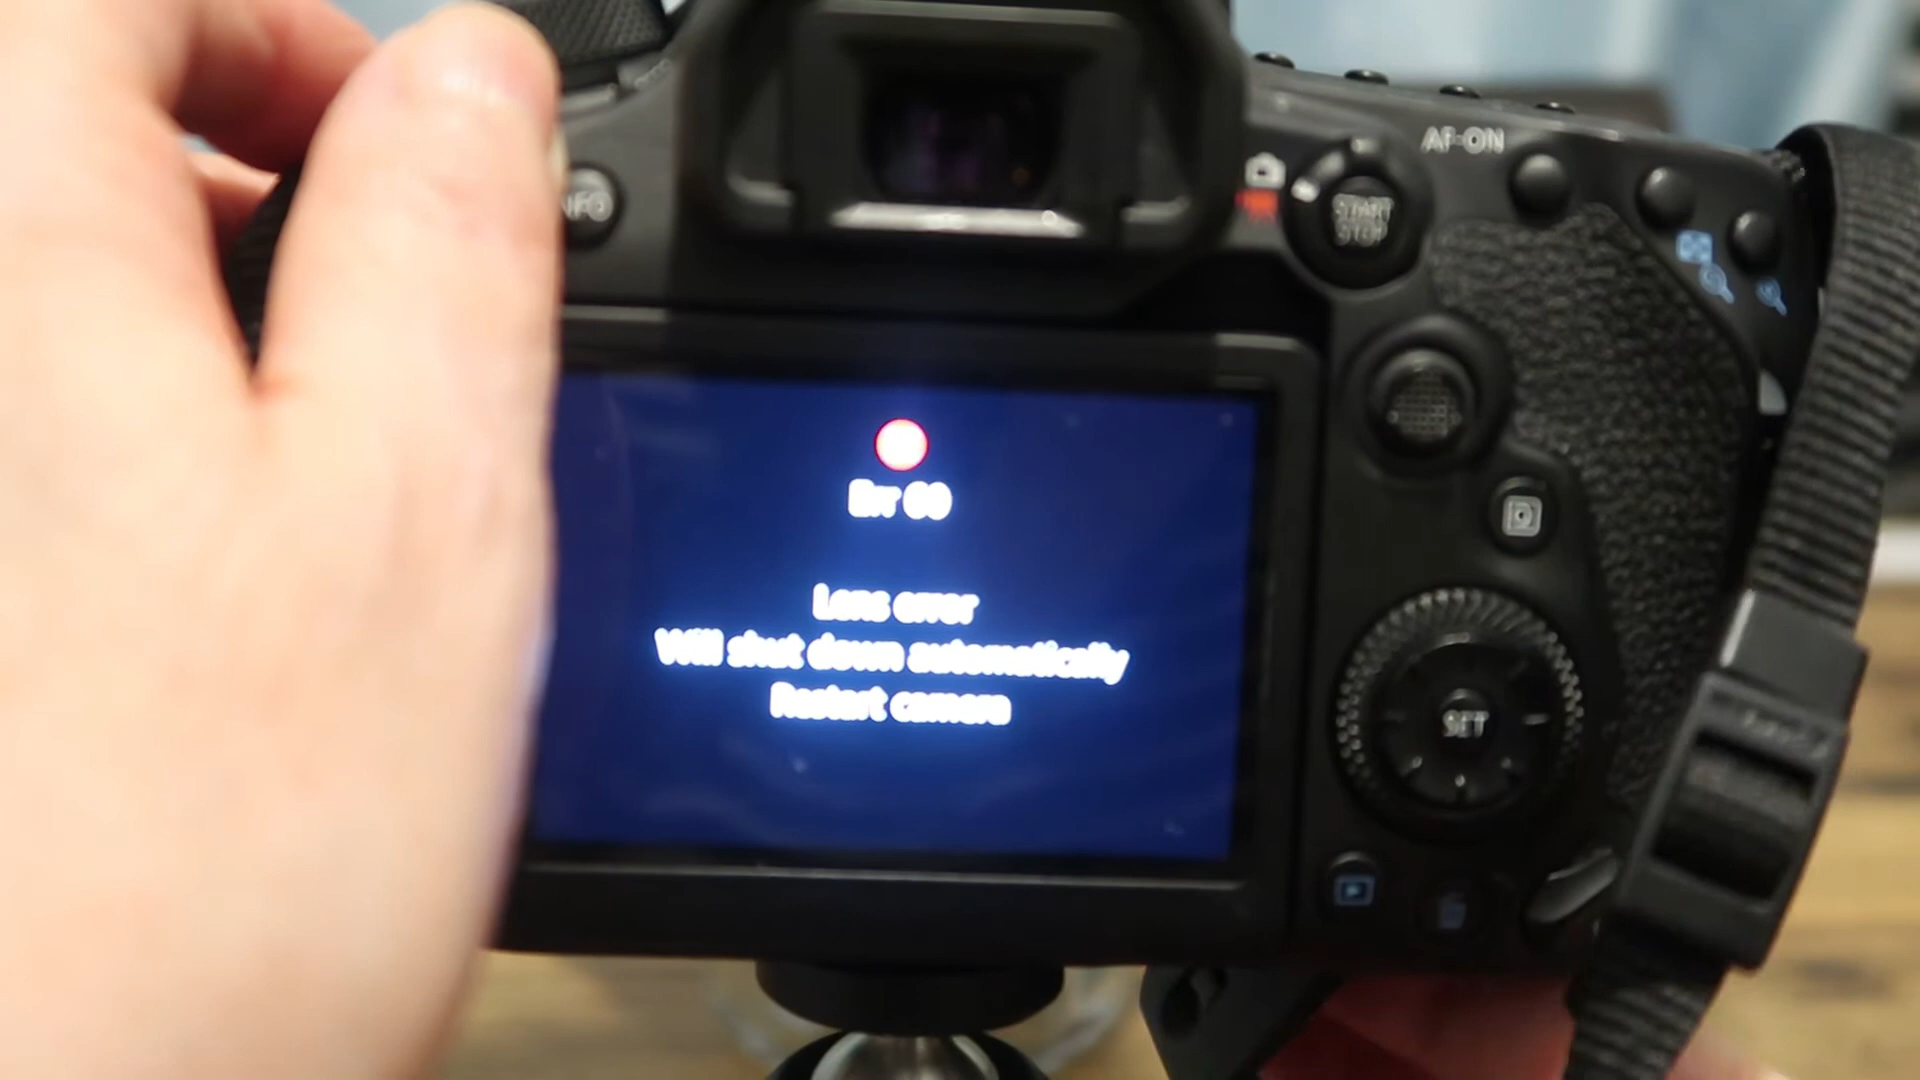 AF-ON
START
STOP
Err 60
Lens error
Will shut down automatically
Restart camera
SET